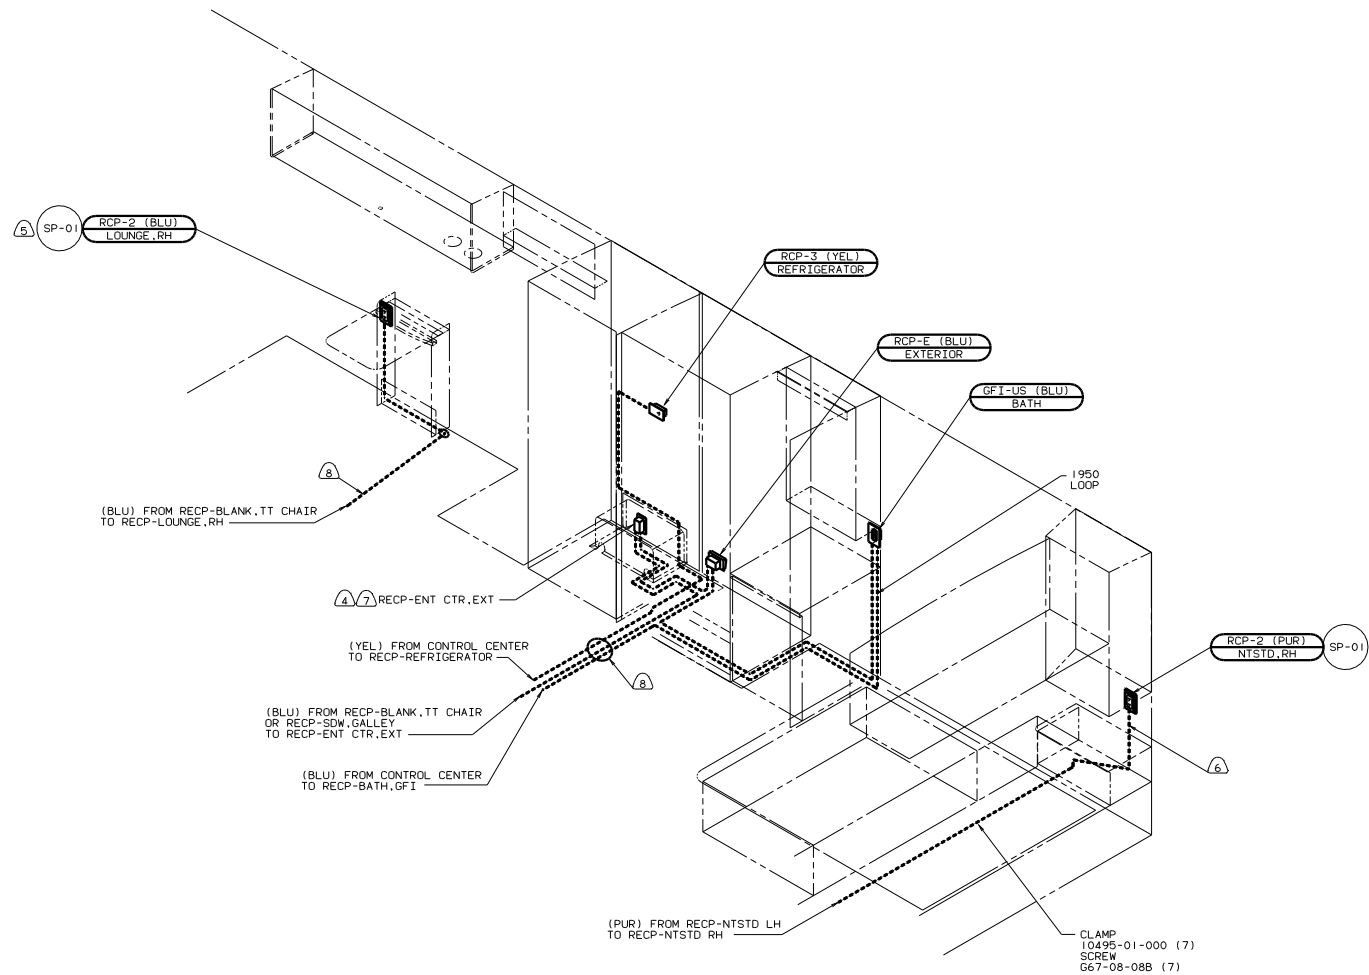 5
SP-01
RCP-2 (BLU)
LOUNGE,RH
RCP-3 (YEL)
REFRIGERATOR
RCP-E (BLU)
EXTERIOR
GFI-US (BLU)
BATH
8
1950
LOOP
(BLU) FROM RECP-BLANK,TT CHAIR
TO RECP-LOUNGE,RH
4
7
RECP-ENT CTR,EXT
(YEL) FROM CONTROL CENTER
TO RECP-REFRIGERATOR
RCP-2 (PUR)
NTSTD,RH
SP-01
8
(BLU) FROM RECP-BLANK,TT CHAIR
OR RECP-SDW,GALLEY
TO RECP-ENT CTR,EXT
6
(BLU) FROM CONTROL CENTER
TO RECP-BATH,GFI
(PUR) FROM RECP-NTSTD LH
TO RECP-NTSTD RH
CLAMP
10495-01-000 (7)
SCREW
G67-08-08B (7)